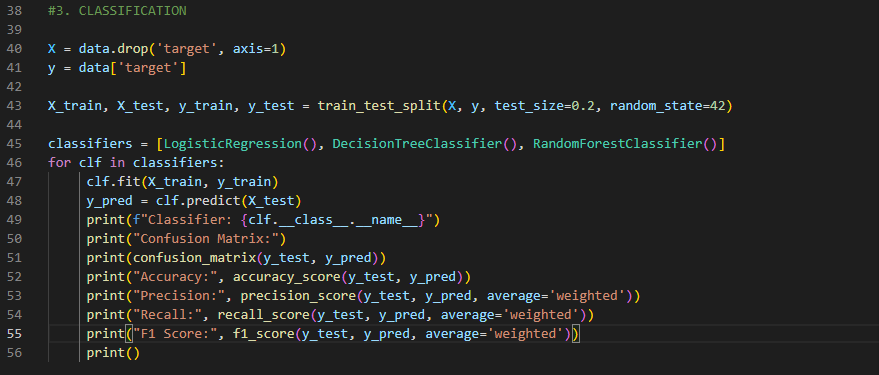 38 #3. CLASSIFICATION
39
40 X = data.drop('target', axis=1)
41 y = data['target']
42
43 X_train, X_test, y_train, y_test = train_test_split(X, y, test_size=0.2, random_state=42)
44
45 classifiers = [LogisticRegression(), DecisionTreeClassifier(), RandomForestClassifier()]
46 for clf in classifiers:
47     clf.fit(X_train, y_train)
48     y_pred = clf.predict(X_test)
49     print(f"Classifier: {clf.__class__.__name__}")
50     print("Confusion Matrix:")
51     print(confusion_matrix(y_test, y_pred))
52     print("Accuracy:", accuracy_score(y_test, y_pred))
53     print("Precision:", precision_score(y_test, y_pred, average='weighted'))
54     print("Recall:", recall_score(y_test, y_pred, average='weighted'))
55     print("F1 Score:", f1_score(y_test, y_pred, average='weighted'))
56     print()